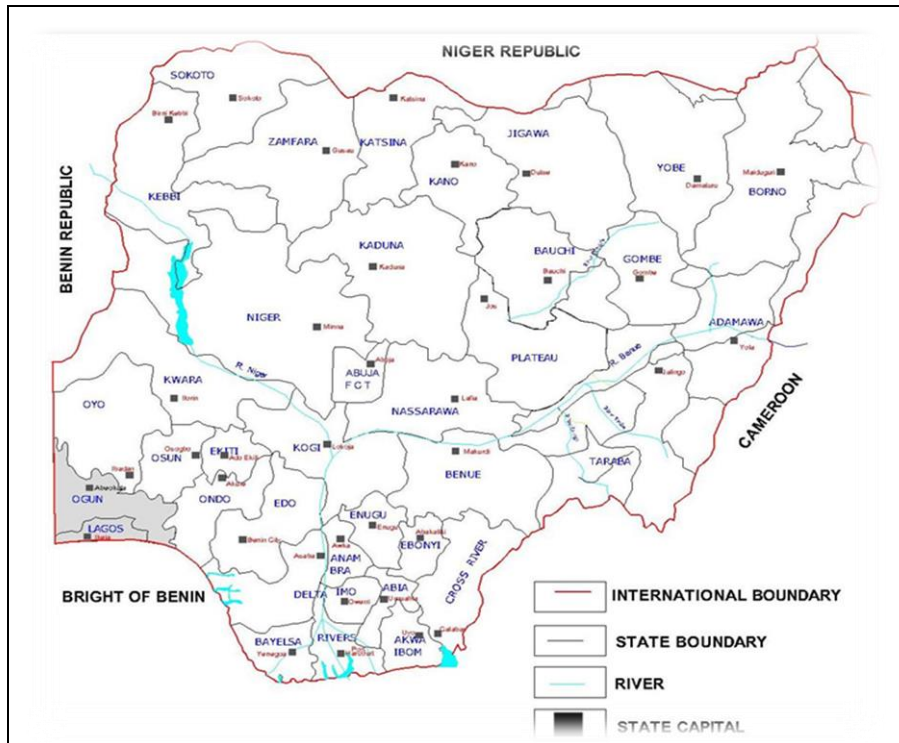 NIGER REPUBLIC
SOKOTO
Sokoto
Katsina
Birni Kebbi
ZAMFARA
Gusau
KATSINA
JIGAWA
Kano
KANO
Dutse
YOBE
Damaturu
Maiduguri
BORNO
BENIN REPUBLIC
KEBBI
KADUNA
Kaduna
BAUCHI
Bauchi
GOMBE
Gombe
NIGER
Minna
Jos
ADAMAWA
Yola
PLATEAU
R. Benue
Jalingo
R. Niger
Abuja
ABUJA
FCT
KWARA
Ilorin
NASSARAWA
Lafia
OYO
CAMEROON
KOGI
Lokoja
Makurdi
BENUE
TARABA
Osogbo
OSUN
EKITI
Ado Ekiti
Ibadan
Akure
Abeokuta
OGUN
ONDO
EDO
ENUGU
Enugu
LAGOS
Ikeja
Benin City
Asaba
Awka
ANAM
BRA
Abakaliki
EBONYI
CROSS RIVER
BRIGHT OF BENIN
DELTA
IMO
Owerri
ABIA
Umuahia
BAYELSA
Yenegoa
RIVERS
Port
Harcourt
Uyo
AKWA
IBOM
Calabar
INTERNATIONAL BOUNDARY
STATE BOUNDARY
RIVER
STATE CAPITAL